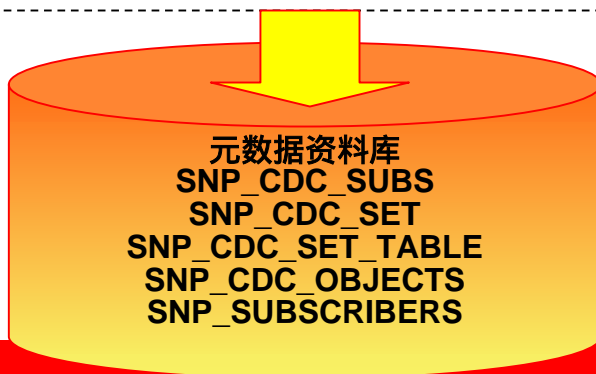 元数据资料库
SNP_CDC_SUBS
SNP_CDC_SET
SNP_CDC_SET_TABLE
SNP_CDC_OBJECTS
SNP_SUBSCRIBERS